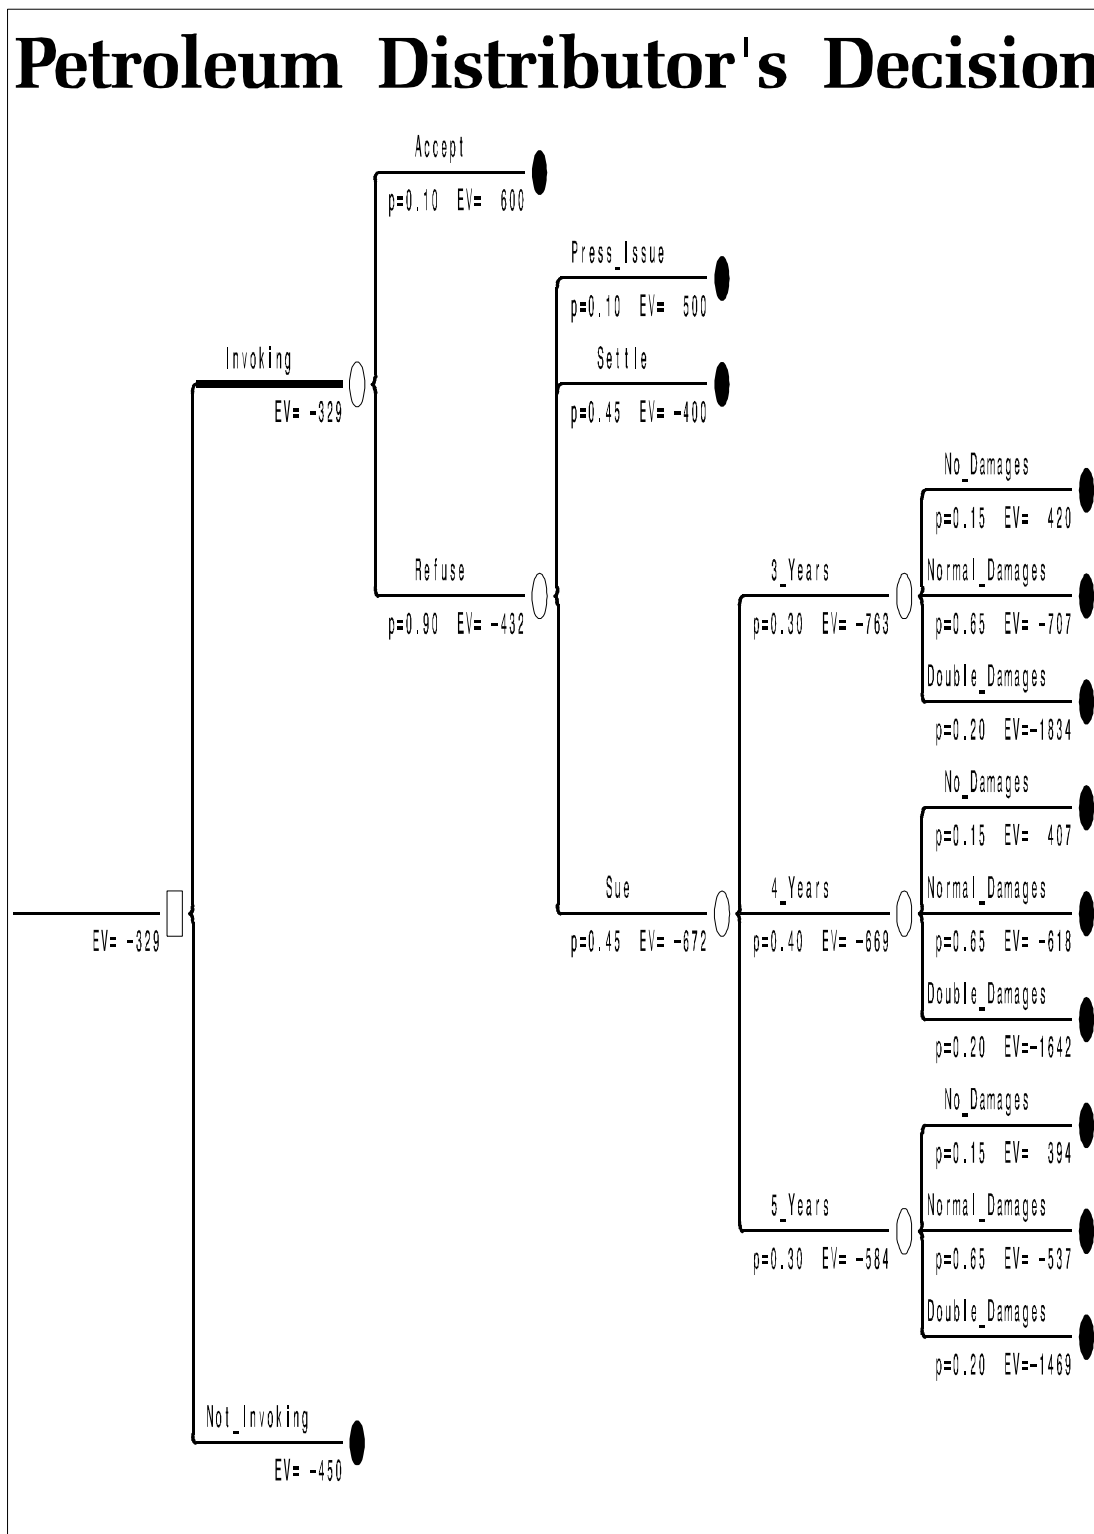 Petroleum Distributor's Decision
Accept
p=0.10 EV= 600
Press_Issue
p=0.10 EV= 500
Invoking
Settle
EV= -329
p=0.45 EV= -400
No_Damages
p=0.15 EV= 420
Refuse
3_Years
Normal_Damages
p=0.90 EV= -432
p=0.30 EV= -763
p=0.65 EV= -707
Double_Damages
p=0.20 EV=-1834
No_Damages
p=0.15 EV= 407
Sue
4_Years
Normal_Damages
EV= -329
p=0.45 EV= -672
p=0.40 EV= -669
p=0.65 EV= -618
Double_Damages
p=0.20 EV=-1642
No_Damages
p=0.15 EV= 394
5_Years
Normal_Damages
p=0.30 EV= -584
p=0.65 EV= -537
Double_Damages
p=0.20 EV=-1469
Not_Invoking
EV= -450